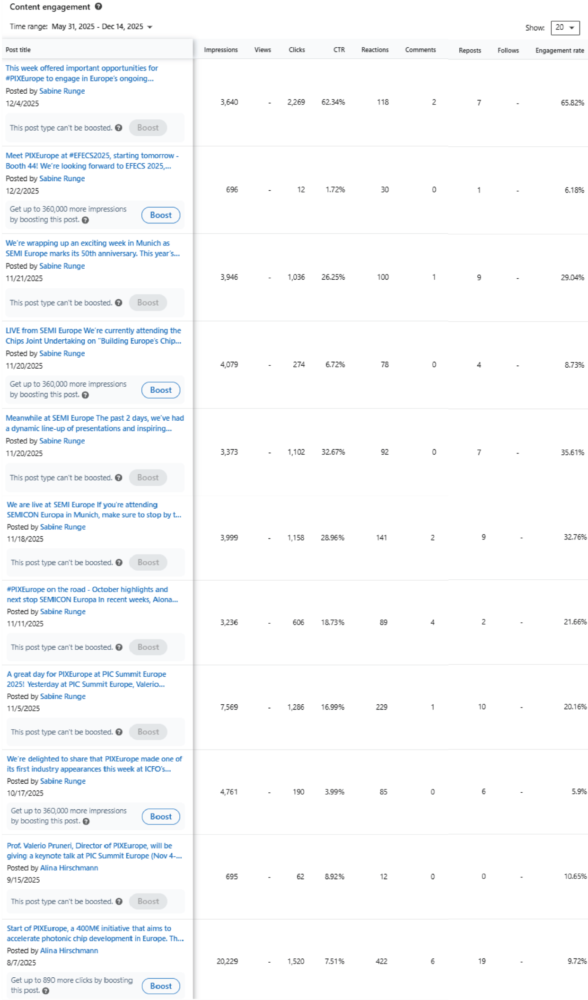 Content engagement
Time range: May 31, 2025 - Dec 14, 2025
Show: 20
Post title Impressions Views Clicks CTR Reactions Comments Reposts Follows Engagement rate
This week offered important opportunities for
#PIXEurope to engage in Europe's ongoing...
Posted by Sabine Runge
12/4/2025
3,640 - 2,269 62.34% 118 2 7 - 65.82%
This post type can't be boosted. Boost
Meet PIXEurope at #EFECS2025, starting tomorrow -
Booth 44! We're looking forward to EFECS 2025,...
Posted by Sabine Runge
12/2/2025
696 - 12 1.72% 30 0 1 - 6.18%
Get up to 360,000 more impressions
by boosting this post. Boost
We're wrapping up an exciting week in Munich as
SEMI Europe marks its 50th anniversary. This year's...
Posted by Sabine Runge
11/21/2025
3,946 - 1,036 26.25% 100 1 9 - 29.04%
This post type can't be boosted. Boost
LIVE from SEMI Europe We're currently attending the
Chips Joint Undertaking on "Building Europe's Chip...
Posted by Sabine Runge
11/20/2025
4,079 - 274 6.72% 78 0 4 - 8.73%
Get up to 360,000 more impressions
by boosting this post. Boost
Meanwhile at SEMI Europe The past 2 days, we've had
a dynamic line-up of presentations and inspiring...
Posted by Sabine Runge
11/20/2025
3,373 - 1,102 32.67% 92 0 7 - 35.61%
This post type can't be boosted. Boost
We are live at SEMI Europe If you're attending
SEMICON Europa in Munich, make sure to stop by t...
Posted by Sabine Runge
11/18/2025
3,999 - 1,158 28.96% 141 2 9 - 32.76%
This post type can't be boosted. Boost
#PIXEurope on the road - October highlights and
next stop SEMICON Europa In recent weeks, Alona...
Posted by Sabine Runge
11/11/2025
3,236 - 606 18.73% 89 4 2 - 21.66%
This post type can't be boosted. Boost
A great day for PIXEurope at PIC Summit Europe
2025! Yesterday at PIC Summit Europe, Valerio...
Posted by Sabine Runge
11/5/2025
7,569 - 1,286 16.99% 229 1 10 - 20.16%
This post type can't be boosted. Boost
We're delighted to share that PIXEurope made one of
its first industry appearances this week at ICFO's...
Posted by Sabine Runge
10/17/2025
4,761 - 190 3.99% 85 0 6 - 5.9%
Get up to 360,000 more impressions
by boosting this post. Boost
Prof. Valerio Pruneri, Director of PIXEurope, will be
giving a keynote talk at PIC Summit Europe (Nov 4-...
Posted by Alina Hirschmann
9/15/2025
695 - 62 8.92% 12 0 0 - 10.65%
This post type can't be boosted. Boost
Start of PIXEurope, a 400M€ initiative that aims to
accelerate photonic chip development in Europe. Th...
Posted by Alina Hirschmann
8/7/2025
20,229 - 1,520 7.51% 422 6 19 - 9.72%
Get up to 890 more clicks by boosting
this post. Boost